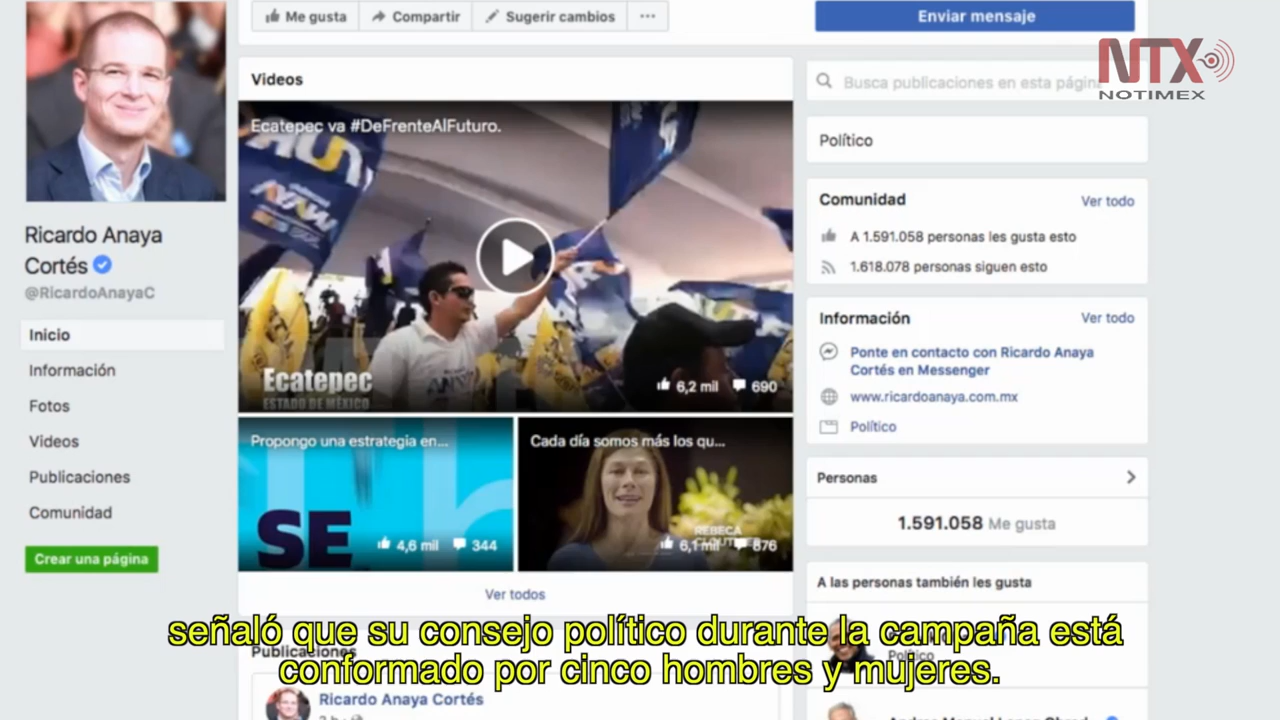 Me gusta
Compartir
Sugerir cambios
Enviar mensaje
NTX
NOTIMEX
Ricardo Anaya
Cortés
@RicardoAnayaC
Inicio
Información
Fotos
Videos
Publicaciones
Comunidad
Crear una página
Videos
Ecatepec va #DeFrenteAlFuturo.
Ecatepec
ESTADO DE MÉXICO
6,2 mil
690
Propongo una estrategia en...
SE
4,6 mil
344
Cada día somos más los qu...
REBECA
6,1 mil
876
Ver todos
Publicaciones
Ricardo Anaya Cortés
Busca publicaciones en esta página
Político
Comunidad
Ver todo
A 1.591.058 personas les gusta esto
1.618.078 personas siguen esto
Información
Ver todo
Ponte en contacto con Ricardo Anaya
Cortés en Messenger
www.ricardoanaya.com.mx
Político
Personas
1.591.058 Me gusta
A las personas también les gusta
Político
señaló que su consejo político durante la campaña está
conformado por cinco hombres y mujeres.